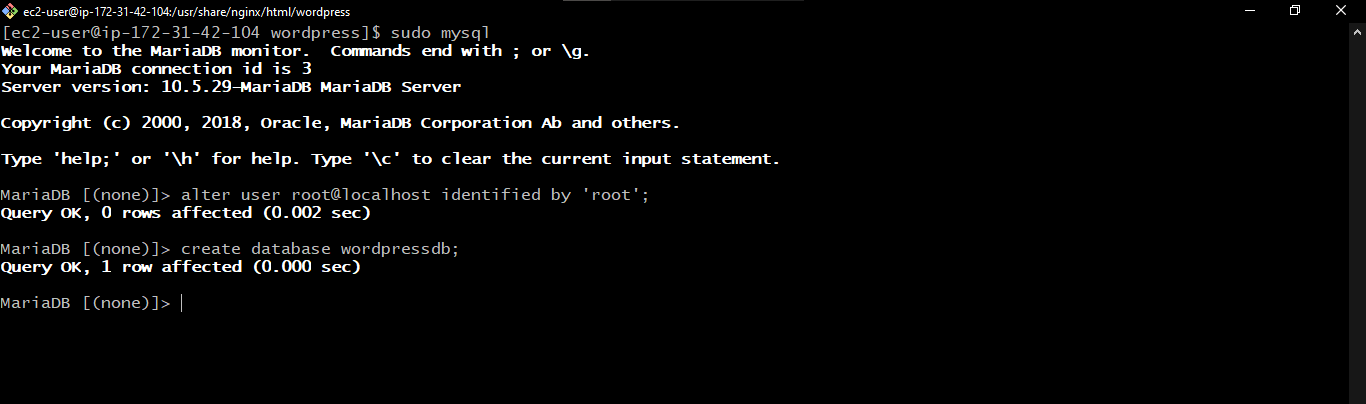 ec2-user@ip-172-31-42-104:/usr/share/nginx/html/wordpress
[ec2-user@ip-172-31-42-104 wordpress]$ sudo mysql
Welcome to the MariaDB monitor.  Commands end with ; or \g.
Your MariaDB connection id is 3
Server version: 10.5.29-MariaDB MariaDB Server
Copyright (c) 2000, 2018, Oracle, MariaDB Corporation Ab and others.
Type 'help;' or '\h' for help. Type '\c' to clear the current input statement.
MariaDB [(none)]> alter user root@localhost identified by 'root';
Query OK, 0 rows affected (0.002 sec)
MariaDB [(none)]> create database wordpressdb;
Query OK, 1 row affected (0.000 sec)
MariaDB [(none)]>